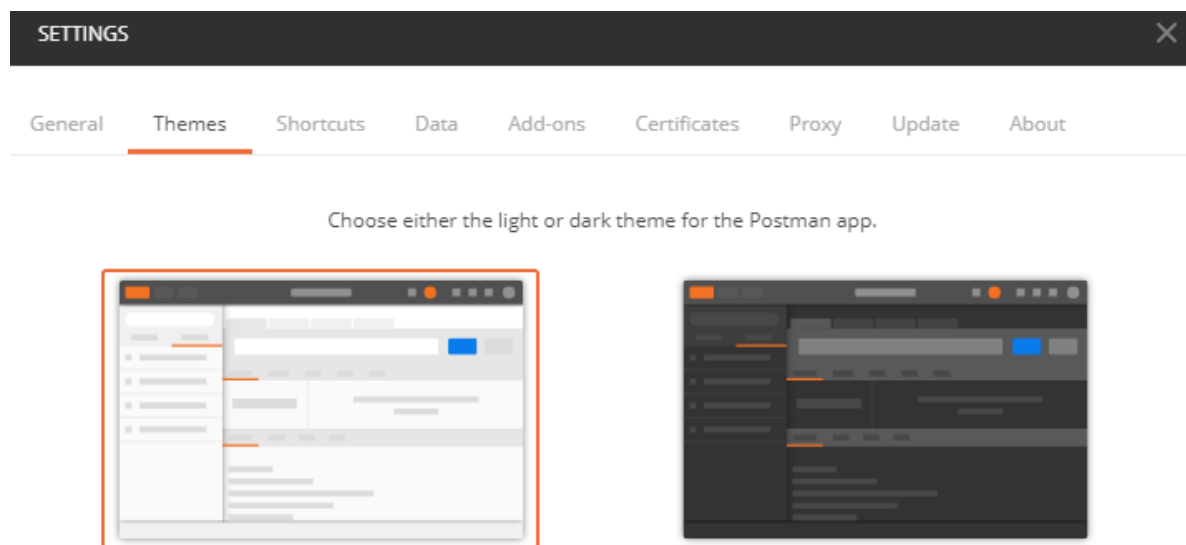 SETTINGS
General Themes Shortcuts Data Add-ons Certificates Proxy Update About
Choose either the light or dark theme for the Postman app.